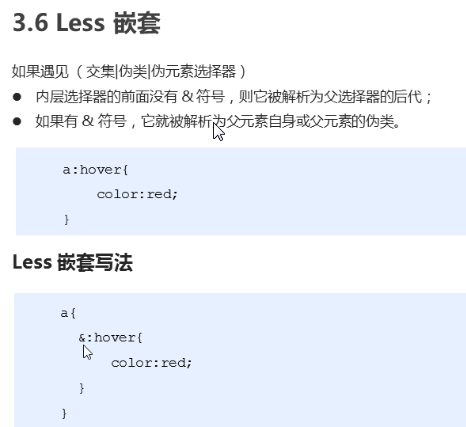 3.6 Less 嵌套
如果遇见（交集|伪类|伪元素选择器）
● 内层选择器的前面没有 & 符号，则它被解析为父选择器的后代；
● 如果有 & 符号，它就被解析为父元素自身或父元素的伪类。
a:hover{
color:red;
}
Less 嵌套写法
a{
&:hover{
color:red;
}
}